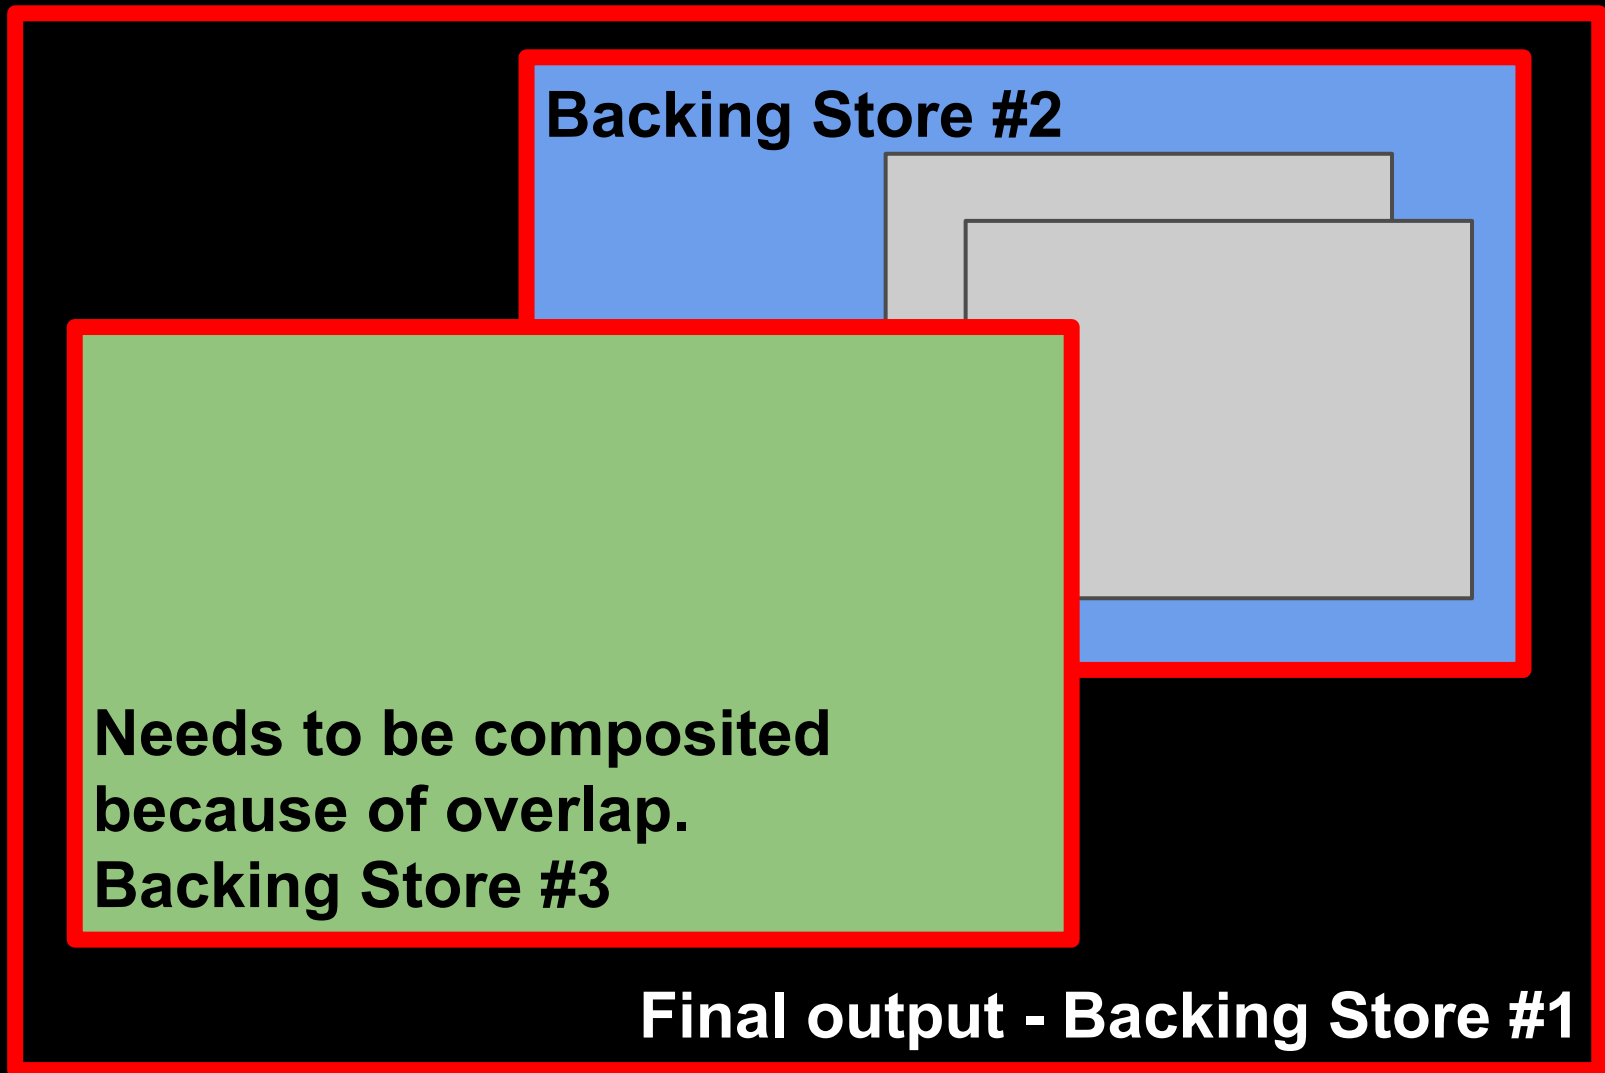 Backing Store #2
Needs to be composited
because of overlap.
Backing Store #3
Final output - Backing Store #1